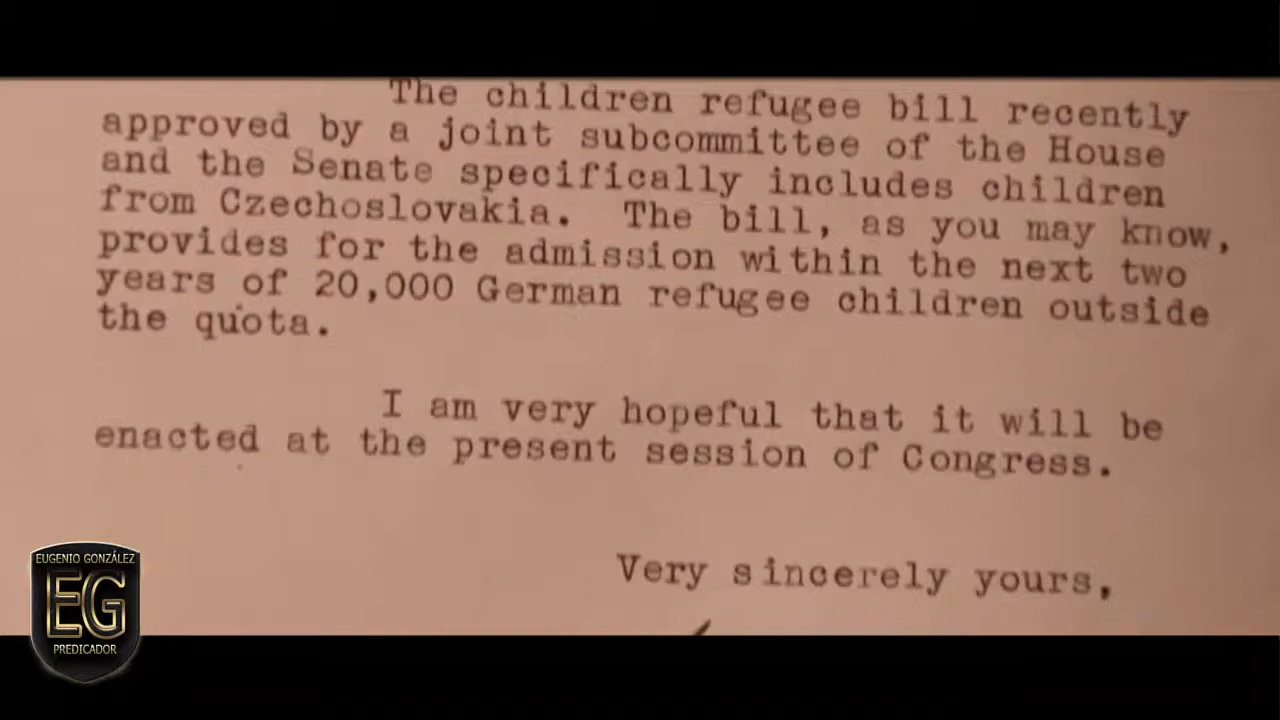 The children refugee bill recently
approved by a joint subcommittee of the House
and the Senate specifically includes children
from Czechoslovakia. The bill, as you may know,
provides for the admission within the next two
years of 20,000 German refugee children outside
the quota.
I am very hopeful that it will be
enacted at the present session of Congress.
Very sincerely yours,
EUGENIO GONZÁLEZ
EG
PREDICADOR